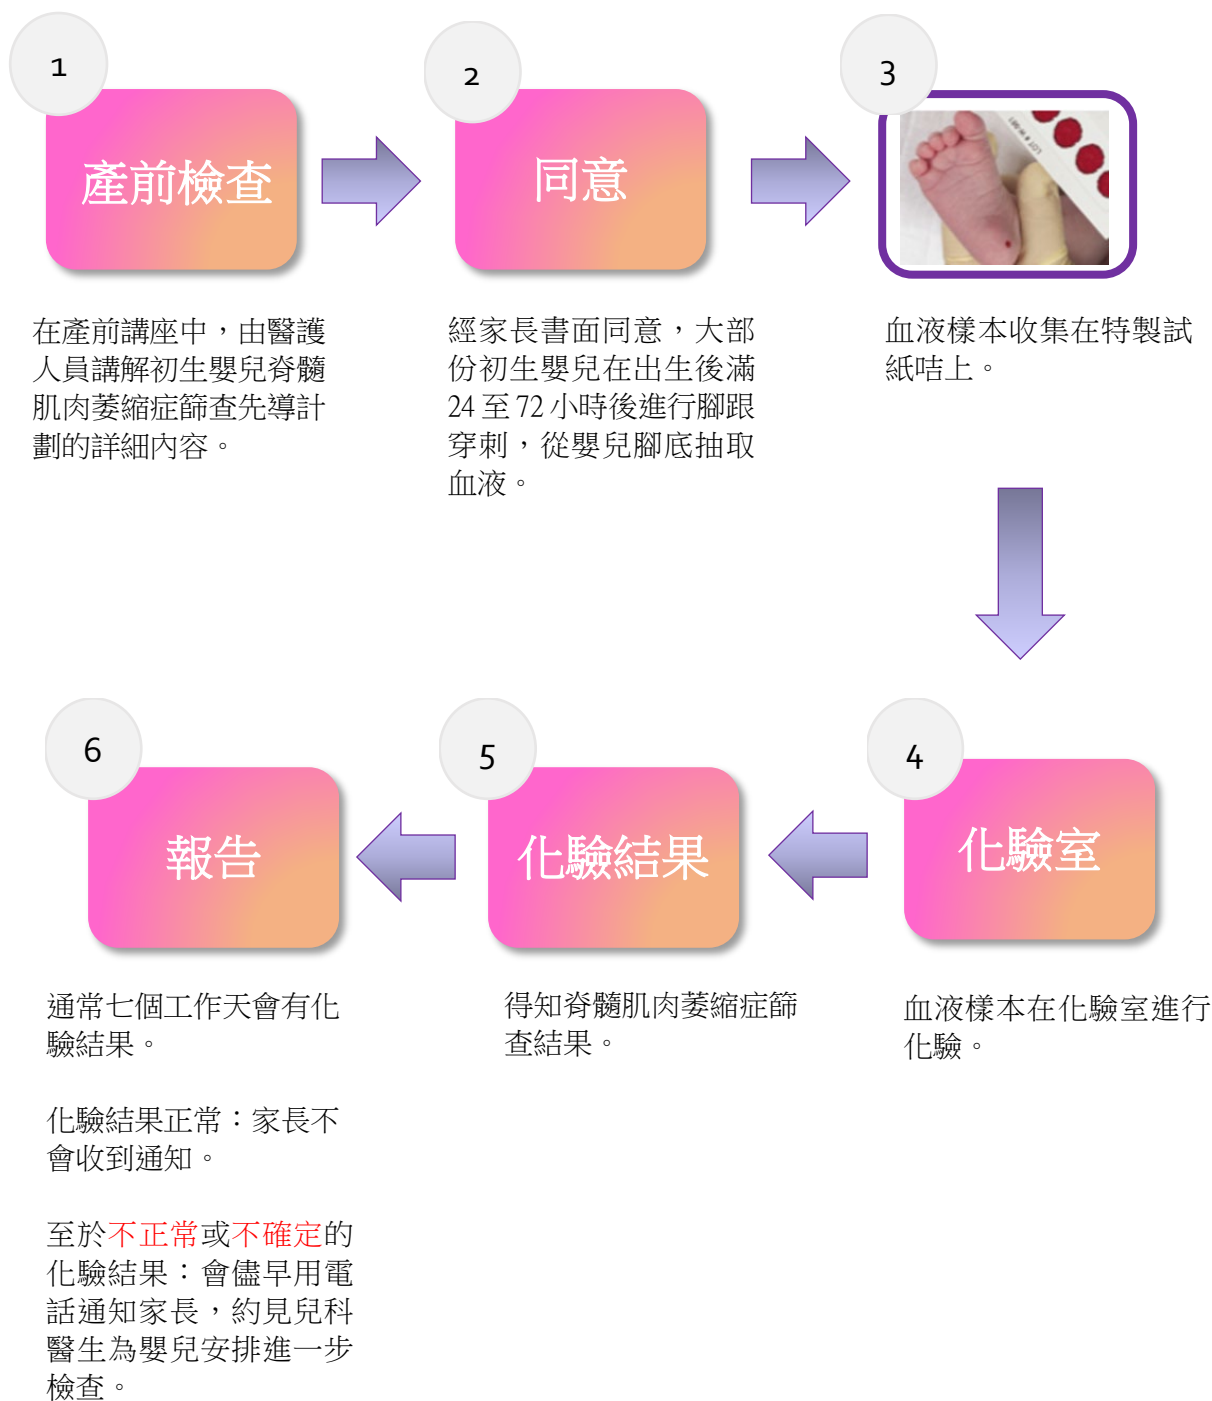 1
產前檢查
在產前講座中，由醫護
人員講解初生嬰兒脊髓
肌肉萎縮症篩查先導計
劃的詳細內容。
2
同意
經家長書面同意，大部
份初生嬰兒在出生後滿
24 至 72 小時後進行腳跟
穿刺，從嬰兒腳底抽取
血液。
3
血液樣本收集在特製試
紙咭上。
4
化驗室
血液樣本在化驗室進行
化驗。
5
化驗結果
得知脊髓肌肉萎縮症篩
查結果。
6
報告
通常七個工作天會有化
驗結果。
化驗結果正常：家長不
會收到通知。
至於不正常或不確定的
化驗結果：會儘早用電
話通知家長，約見兒科
醫生為嬰兒安排進一步
檢查。